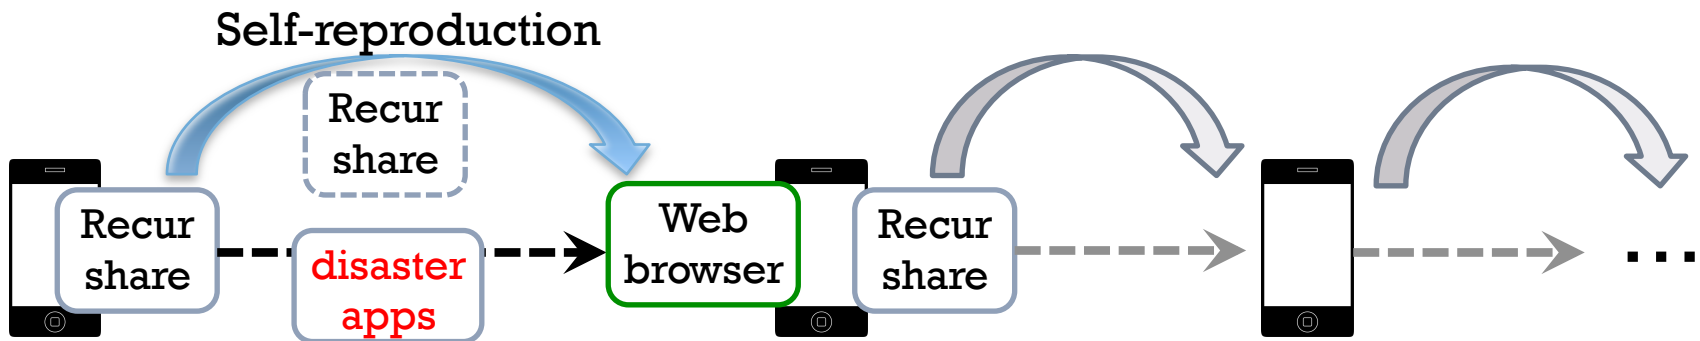 Self-reproduction
Recur
share
Recur
share
disaster
apps
Web
browser
Recur
share
...